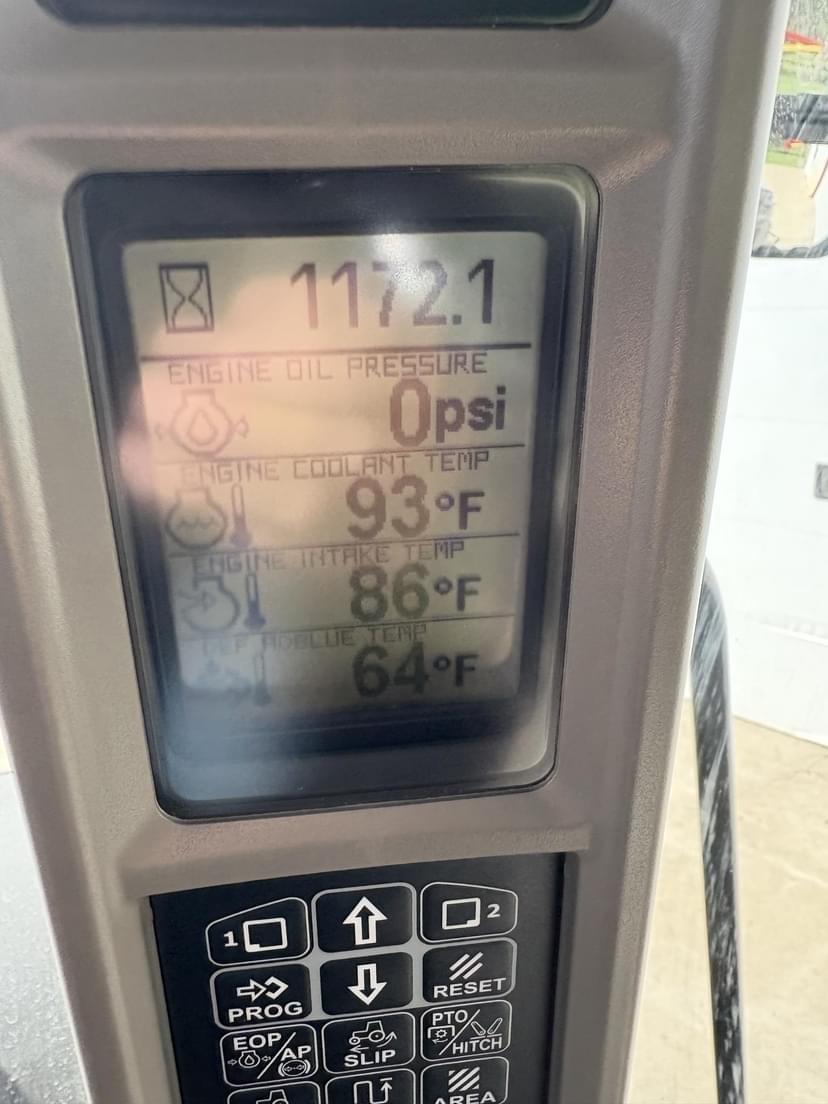 1172.1
ENGINE OIL PRESSURE
0psi
ENGINE COOLANT TEMP
93°F
ENGINE INTAKE TEMP
86°F
DEF ADBLUE TEMP
64°F
1 2
PROG RESET
EOP/AP SLIP PTO/HITCH
AREA